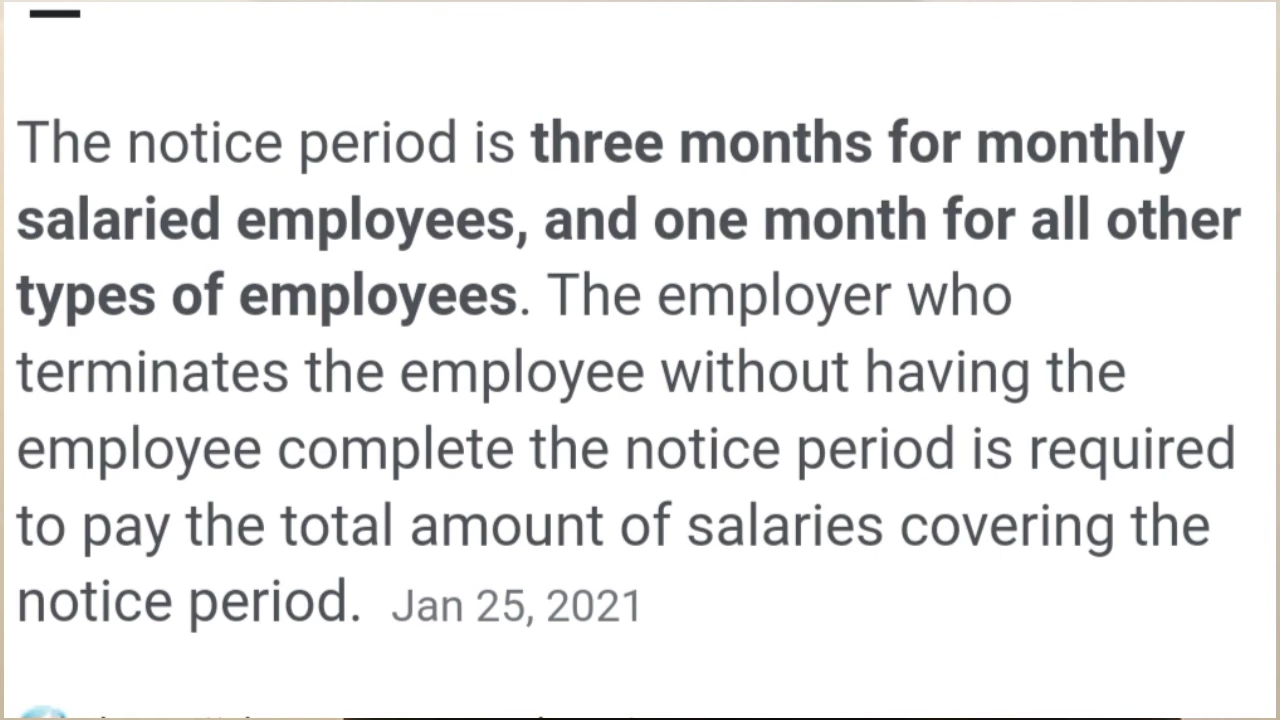 The notice period is three months for monthly
salaried employees, and one month for all other
types of employees. The employer who
terminates the employee without having the
employee complete the notice period is required
to pay the total amount of salaries covering the
notice period. Jan 25, 2021